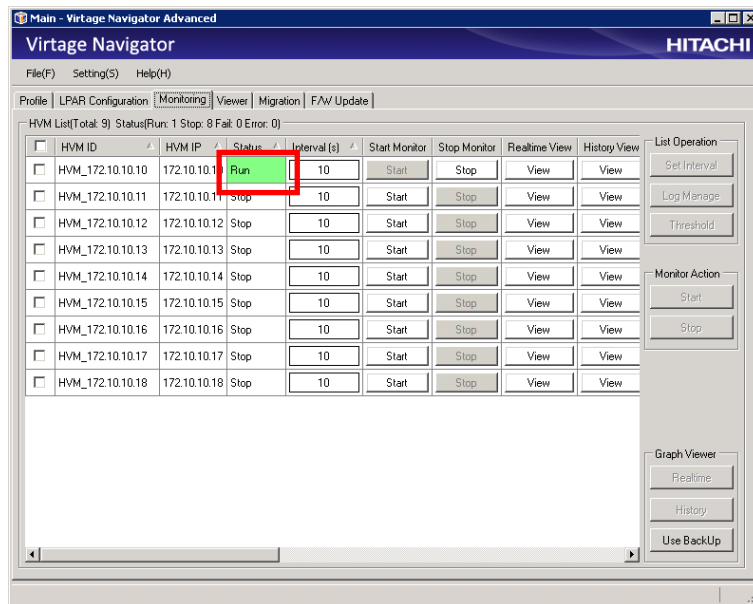 Main - Virtage Navigator Advanced
Virtage Navigator HITACHI
File(F) Setting(S) Help(H)
Profile LPAR Configuration Monitoring Viewer Migration F/W Update
HVM List(Total: 9) Status(Run: 1 Stop: 8 Fail: 0 Error: 0)
HVM ID HVM IP Status Interval (s) Start Monitor Stop Monitor Realtime View History View
HVM_172.10.10.10 172.10.10.10 Run 10 Start Stop View View
HVM_172.10.10.11 172.10.10.11 Stop 10 Start Stop View View
HVM_172.10.10.12 172.10.10.12 Stop 10 Start Stop View View
HVM_172.10.10.13 172.10.10.13 Stop 10 Start Stop View View
HVM_172.10.10.14 172.10.10.14 Stop 10 Start Stop View View
HVM_172.10.10.15 172.10.10.15 Stop 10 Start Stop View View
HVM_172.10.10.16 172.10.10.16 Stop 10 Start Stop View View
HVM_172.10.10.17 172.10.10.17 Stop 10 Start Stop View View
HVM_172.10.10.18 172.10.10.18 Stop 10 Start Stop View View
List Operation
Set Interval
Log Manage
Threshold
Monitor Action
Start
Stop
Graph Viewer
Realtime
History
Use BackUp